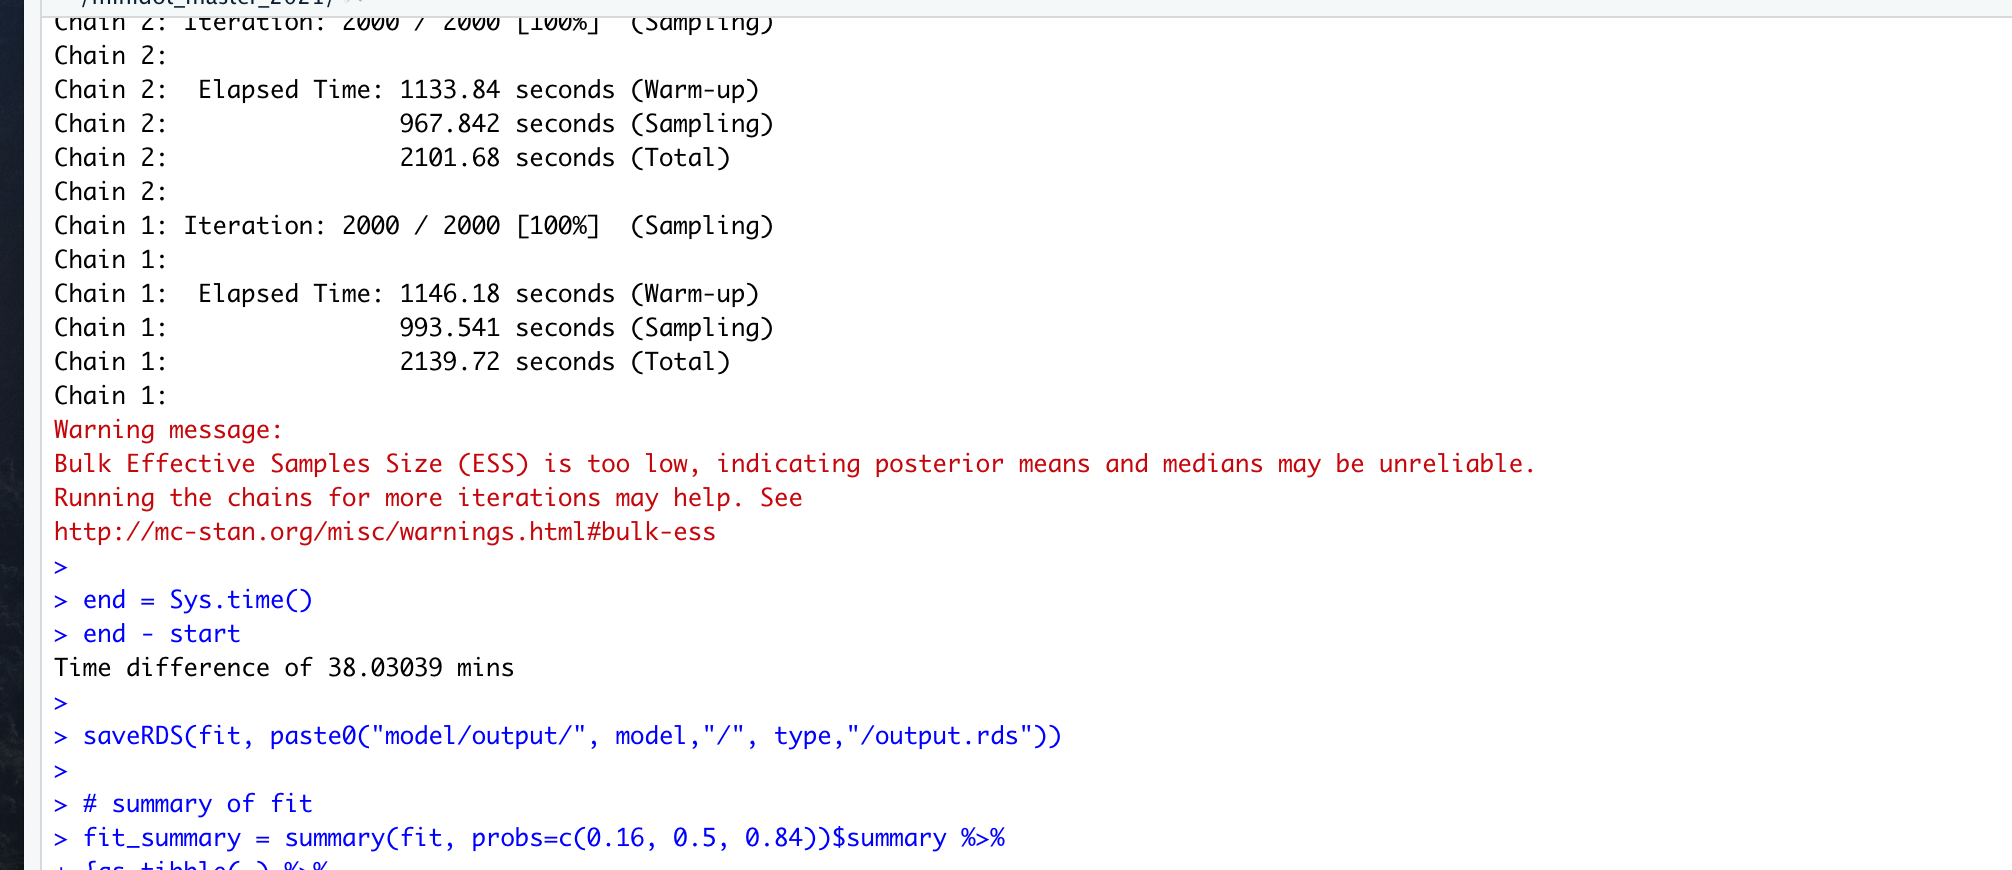 /mimidol_master_2021/
Chain 2: Iteration: 2000 / 2000 [100%]  (Sampling)
Chain 2:
Chain 2:  Elapsed Time: 1133.84 seconds (Warm-up)
Chain 2:                967.842 seconds (Sampling)
Chain 2:                2101.68 seconds (Total)
Chain 2:
Chain 1: Iteration: 2000 / 2000 [100%]  (Sampling)
Chain 1:
Chain 1:  Elapsed Time: 1146.18 seconds (Warm-up)
Chain 1:                993.541 seconds (Sampling)
Chain 1:                2139.72 seconds (Total)
Chain 1:
Warning message:
Bulk Effective Samples Size (ESS) is too low, indicating posterior means and medians may be unreliable.
Running the chains for more iterations may help. See
http://mc-stan.org/misc/warnings.html#bulk-ess
>
> end = Sys.time()
> end - start
Time difference of 38.03039 mins
>
> saveRDS(fit, paste0("model/output/", model,"/", type,"/output.rds"))
>
> # summary of fit
> fit_summary = summary(fit, probs=c(0.16, 0.5, 0.84))$summary %>%
+ {as_tibble(.) %>%